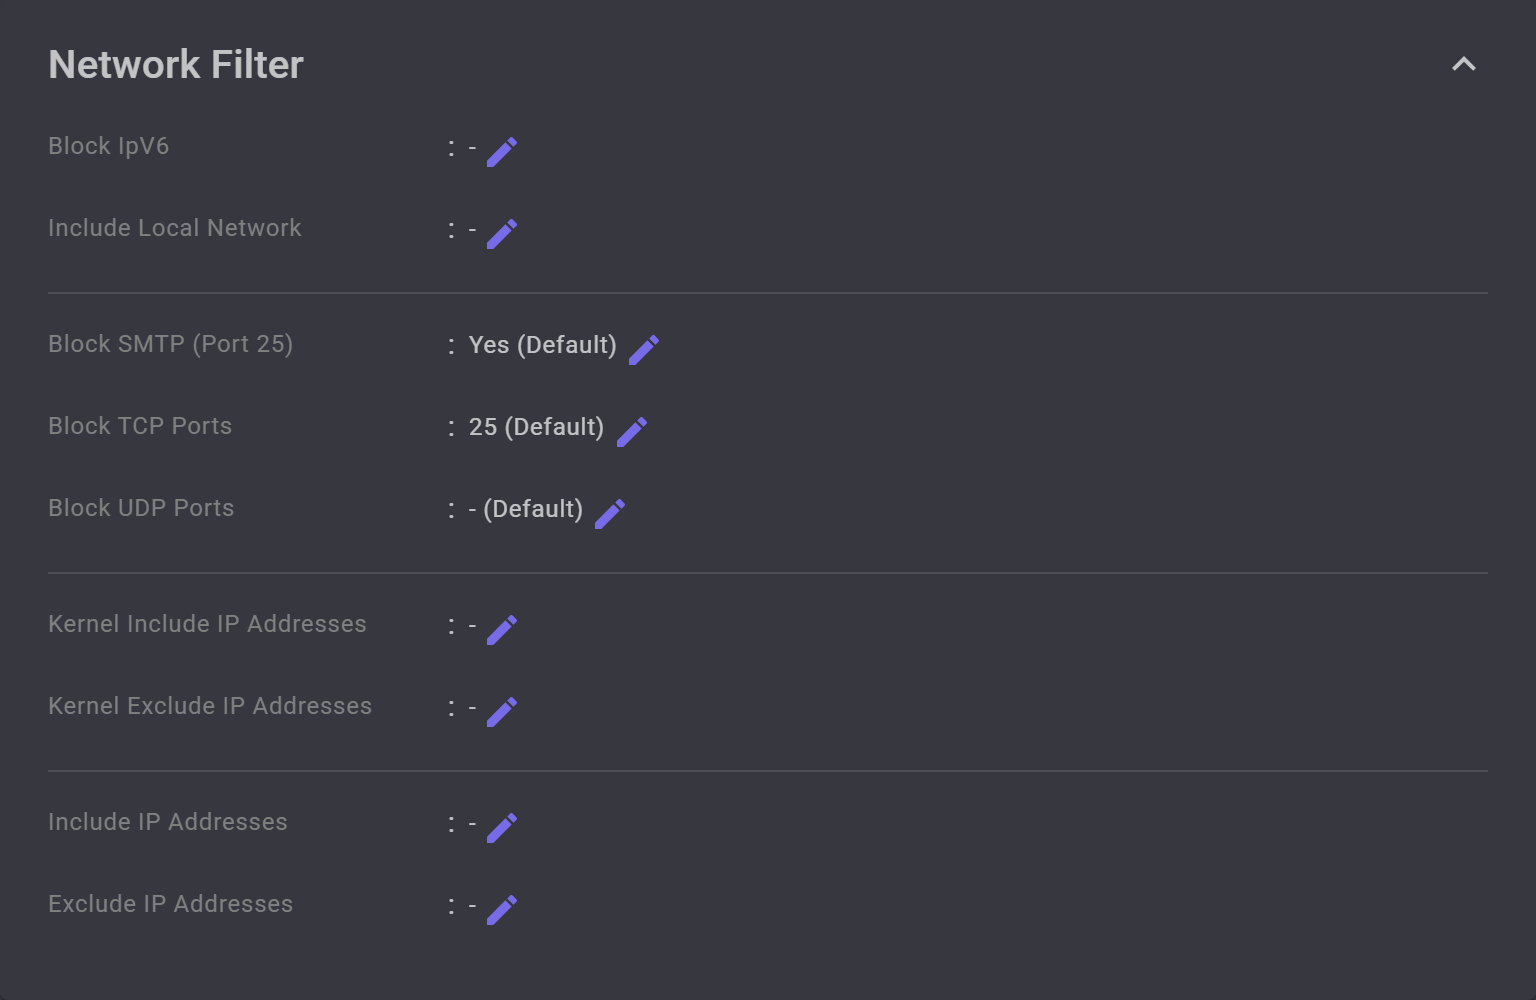 Network Filter
Block IpV6 : -
Include Local Network : -
Block SMTP (Port 25) : Yes (Default)
Block TCP Ports : 25 (Default)
Block UDP Ports : - (Default)
Kernel Include IP Addresses : -
Kernel Exclude IP Addresses : -
Include IP Addresses : -
Exclude IP Addresses : -